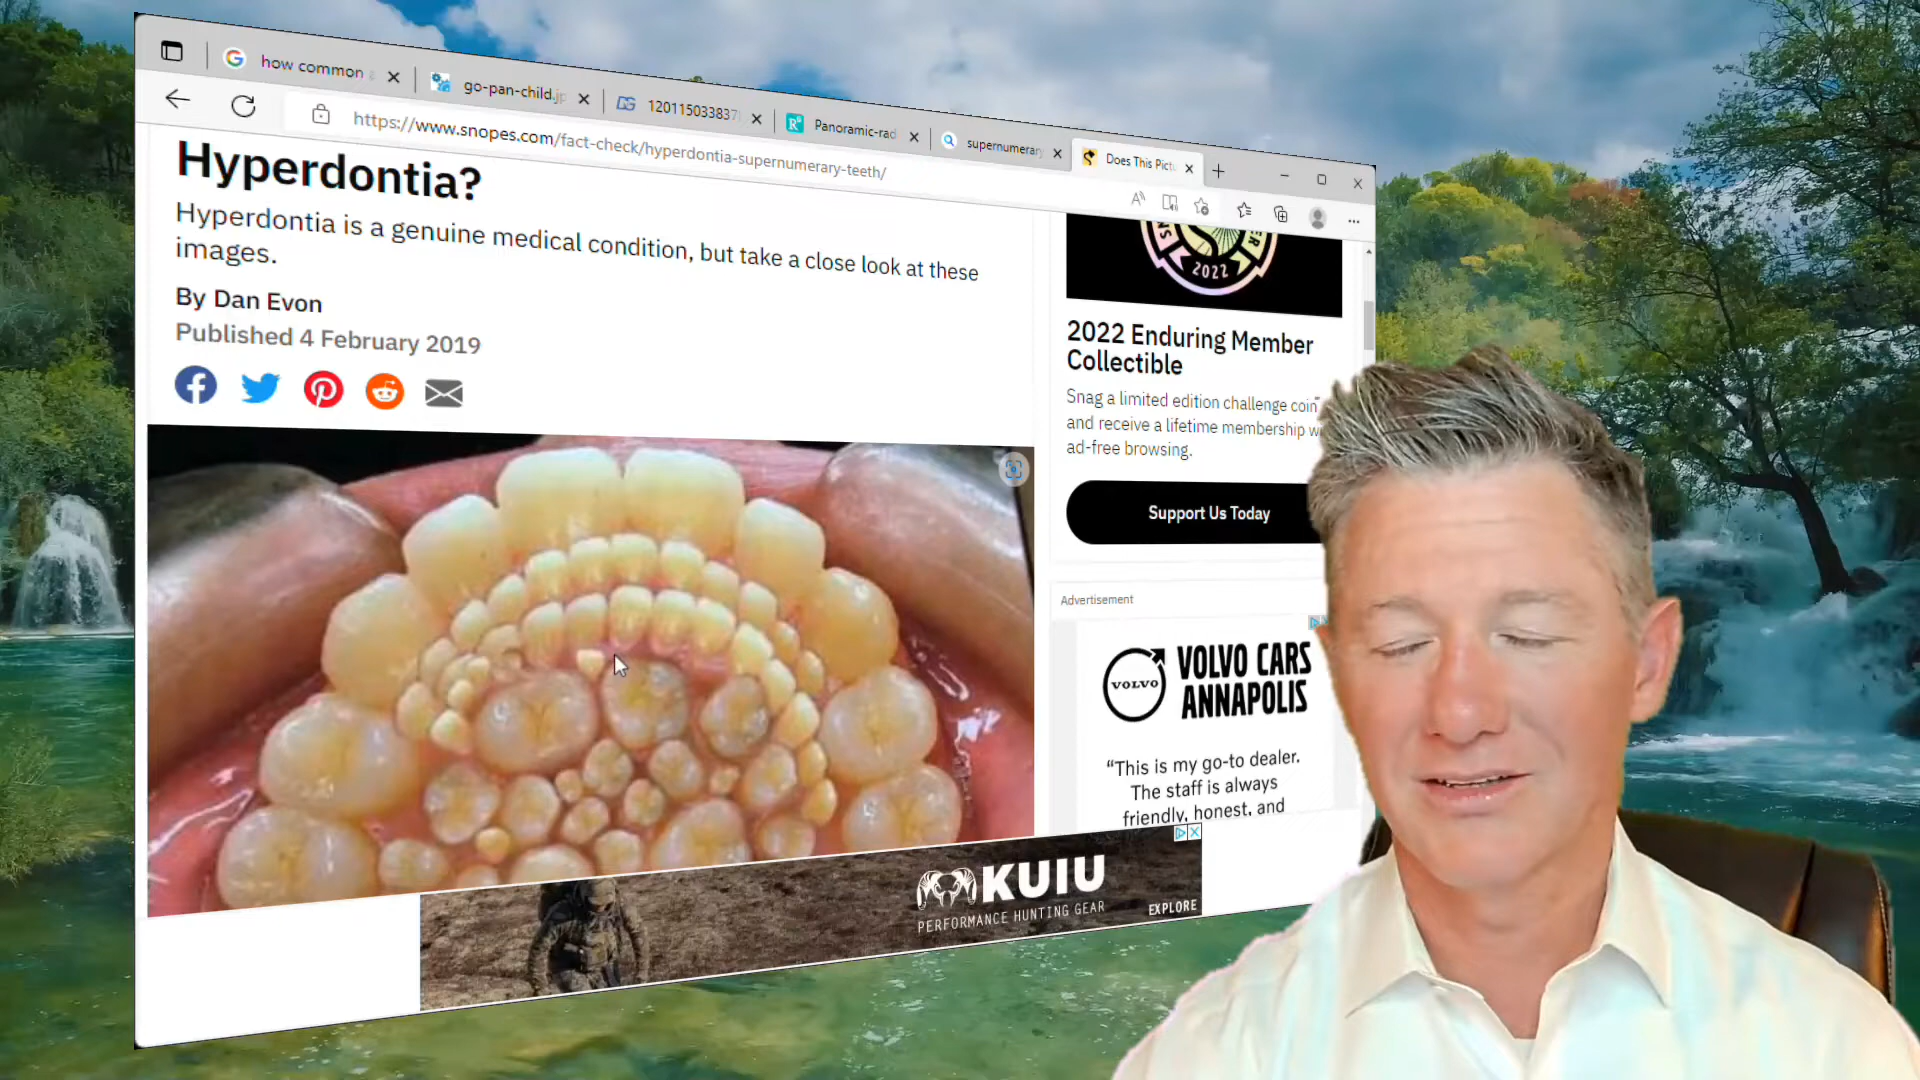 how common
go-pan-child.jp
120115033837
Panoramic-rad
supernumerary
Does This Pict
https://www.snopes.com/fact-check/hyperdontia-supernumerary-teeth/
Hyperdontia?
Hyperdontia is a genuine medical condition, but take a close look at these
images.
By Dan Evon
Published 4 February 2019
2022
2022 Enduring Member
Collectible
Snag a limited edition challenge coin
and receive a lifetime membership w
ad-free browsing.
Support Us Today
Advertisement
VOLVO
VOLVO CARS
ANNAPOLIS
“This is my go-to dealer.
The staff is always
friendly, honest, and
KUIU
PERFORMANCE HUNTING GEAR
EXPLORE